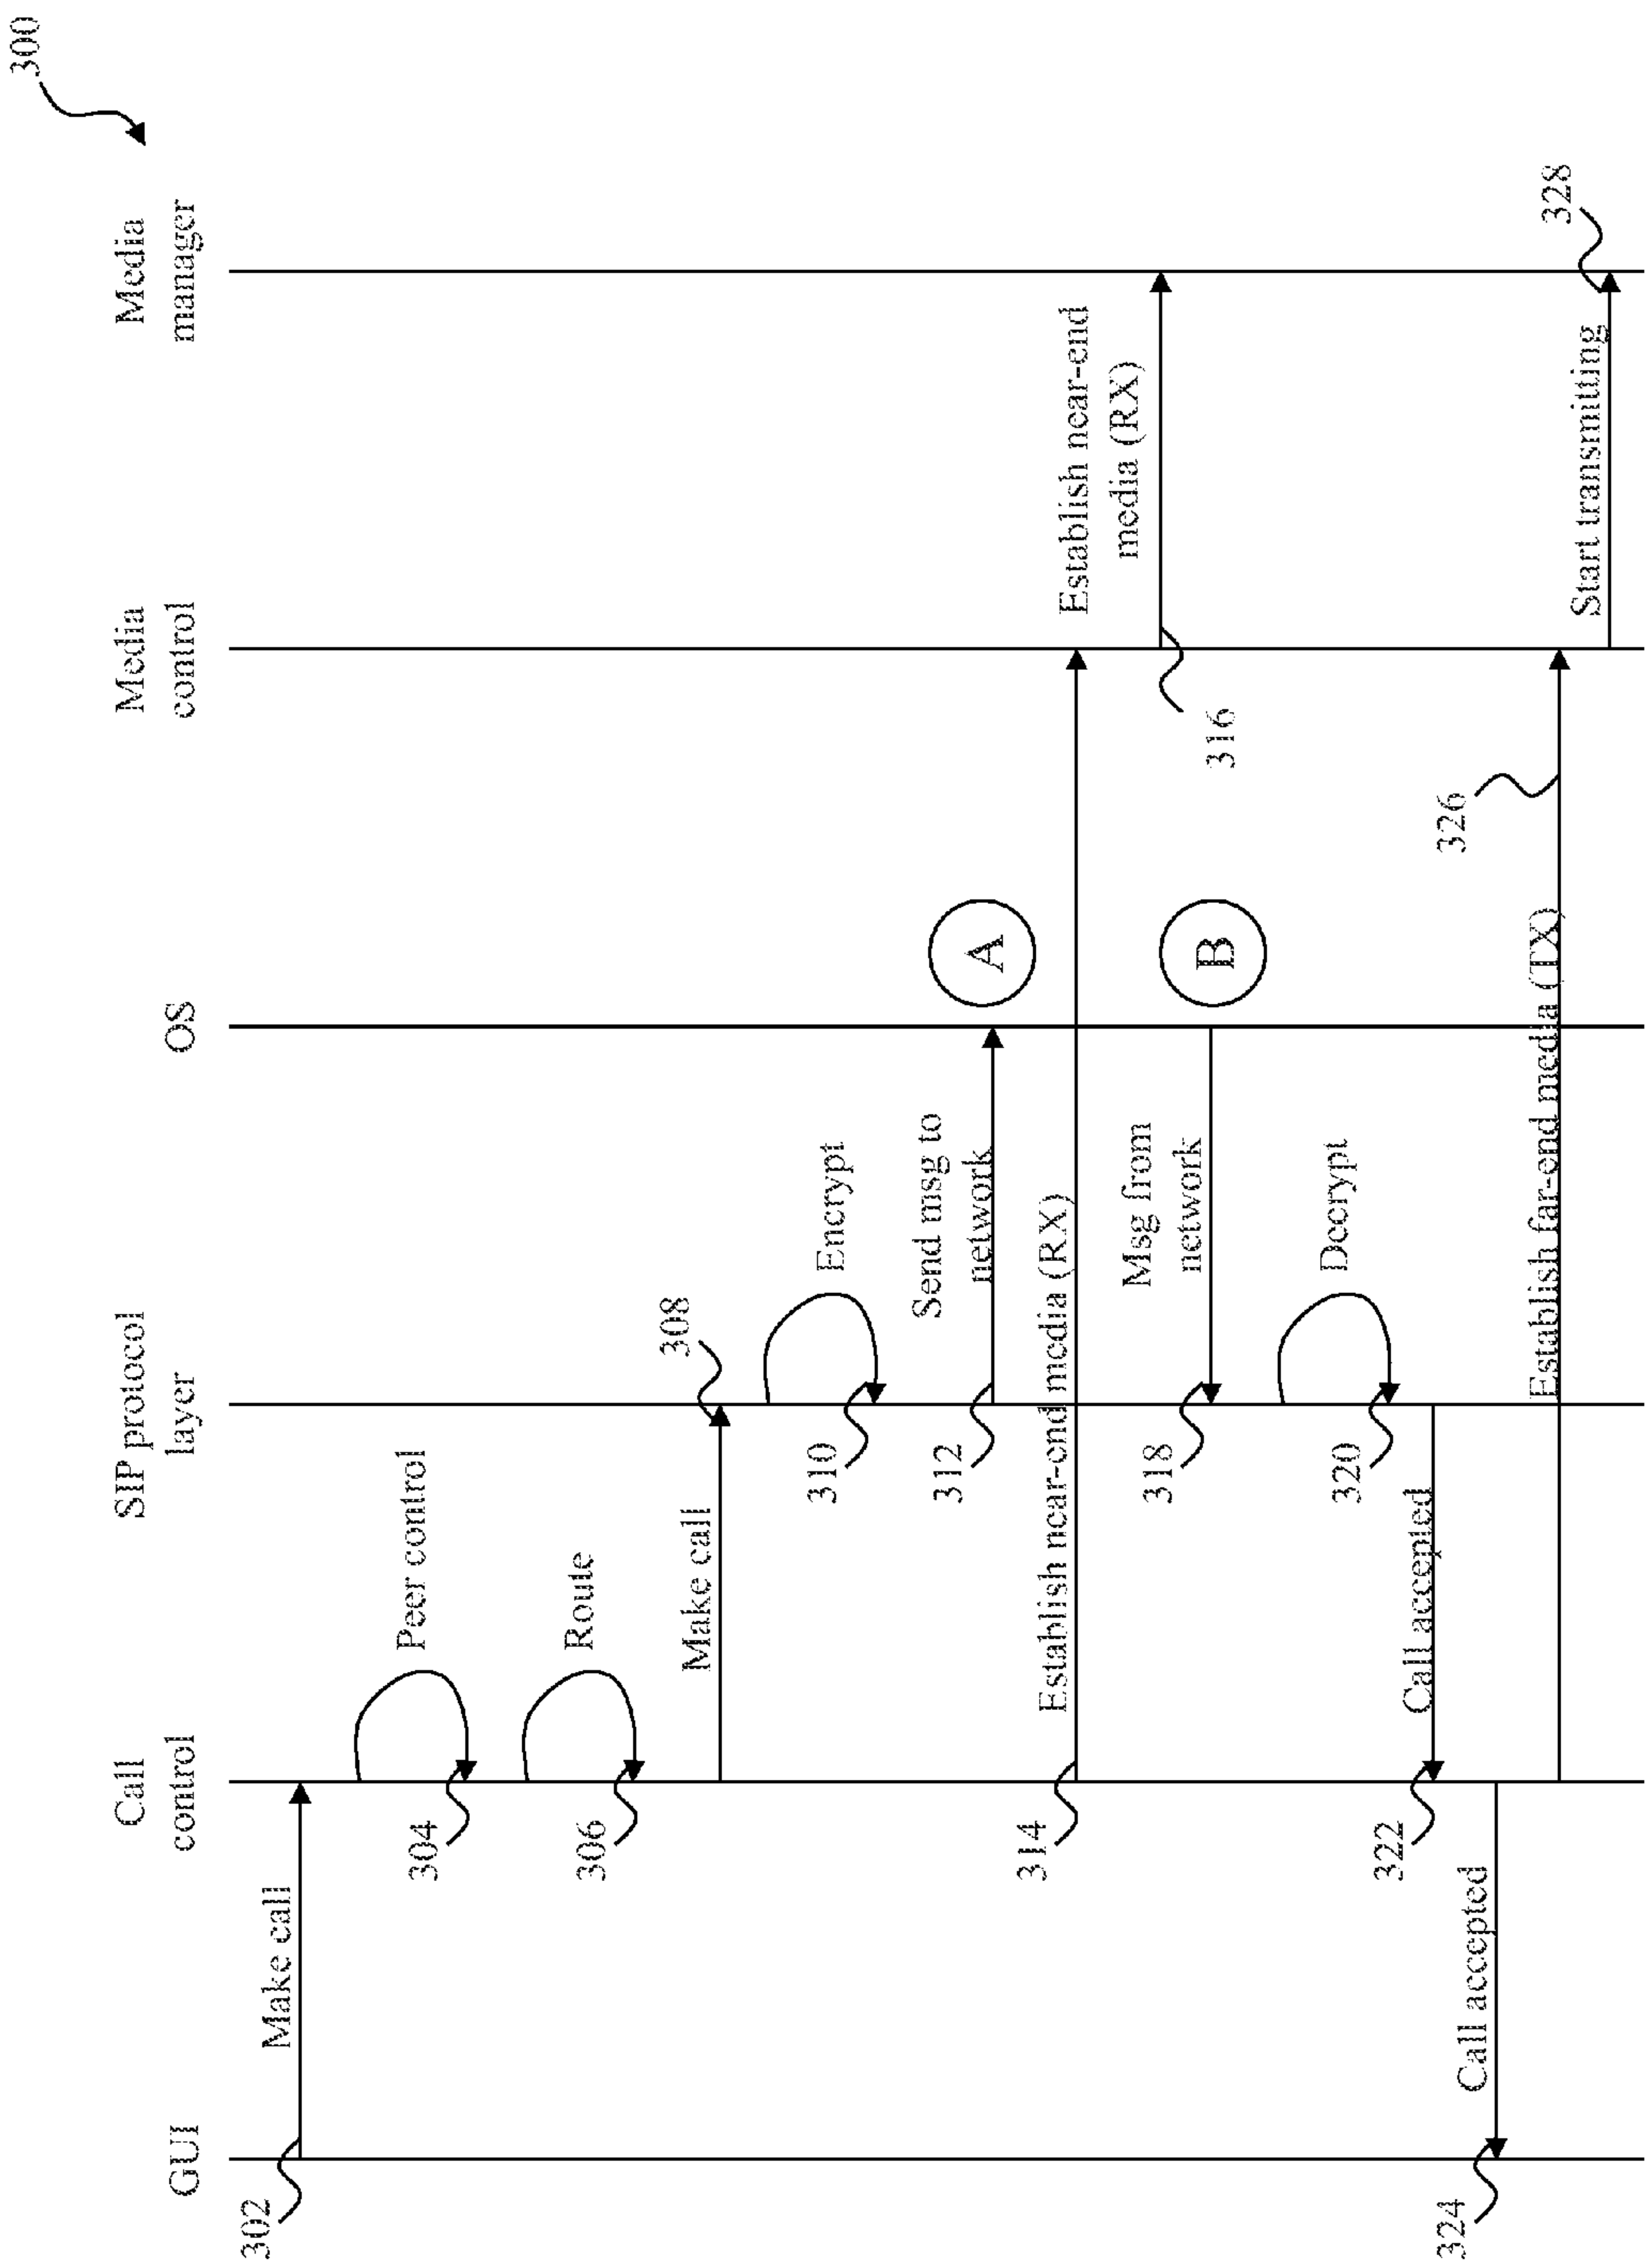 300
GUI
Call
control
SIP protocol
layer
OS
Media
control
Media
manager
302
Make call
Peer control
304
Route
306
Make call
308
Encrypt
310
Send msg to
network
312
A
Establish near-end media (RX)
314
Establish near-end
media (RX)
316
Msg from
network
318
B
Decrypt
320
Call accepted
322
Call accepted
324
Establish far-end media (TX)
326
Start transmitting
328